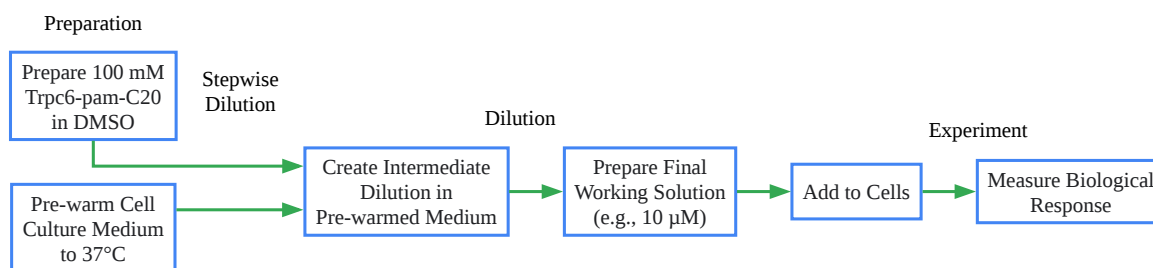 Preparation
Prepare 100 mM
Trpc6-pam-C20
in DMSO
Stepwise
Dilution
Pre-warm Cell
Culture Medium
to 37°C
Create Intermediate
Dilution in
Pre-warmed Medium
Dilution
Prepare Final
Working Solution
(e.g., 10 µM)
Add to Cells
Experiment
Measure Biological
Response